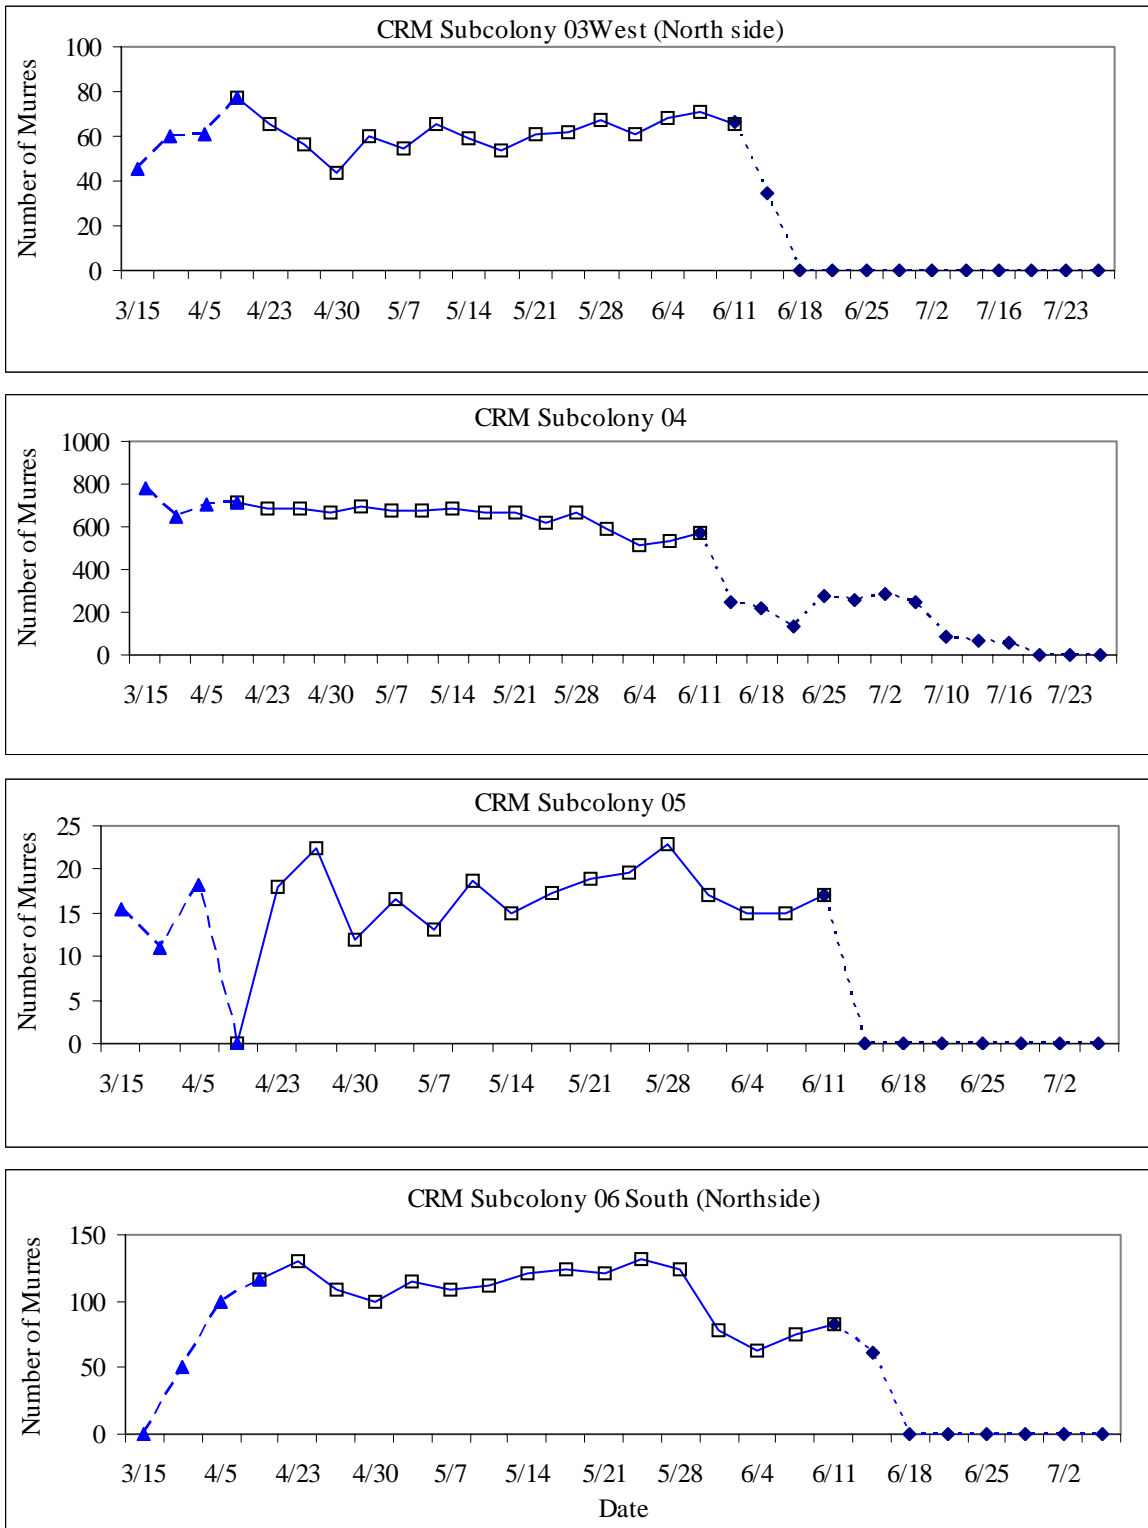 CRM Subcolony 03West (North side)
Number of Murres
100
80
60
40
20
0
3/15 4/5 4/23 4/30 5/7 5/14 5/21 5/28 6/4 6/11 6/18 6/25 7/2 7/16 7/23
CRM Subcolony 04
Number of Murres
1000
800
600
400
200
0
3/15 4/5 4/23 4/30 5/7 5/14 5/21 5/28 6/4 6/11 6/18 6/25 7/2 7/10 7/16 7/23
CRM Subcolony 05
Number of Murres
25
20
15
10
5
0
3/15 4/5 4/23 4/30 5/7 5/14 5/21 5/28 6/4 6/11 6/18 6/25 7/2
CRM Subcolony 06 South (Northside)
Number of Murres
150
100
50
0
3/15 4/5 4/23 4/30 5/7 5/14 5/21 5/28 6/4 6/11 6/18 6/25 7/2
Date